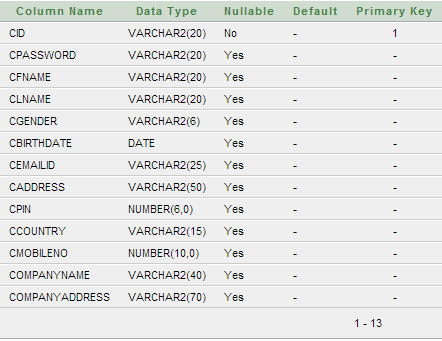 Column Name Data Type Nullable Default Primary Key
CID VARCHAR2(20) No - 1
CPASSWORD VARCHAR2(20) Yes - -
CFNAME VARCHAR2(20) Yes - -
CLNAME VARCHAR2(20) Yes - -
CGENDER VARCHAR2(6) Yes - -
CBIRTHDATE DATE Yes - -
CEMAILID VARCHAR2(25) Yes - -
CADDRESS VARCHAR2(50) Yes - -
CPIN NUMBER(6,0) Yes - -
CCOUNTRY VARCHAR2(15) Yes - -
CMOBILENO NUMBER(10,0) Yes - -
COMPANYNAME VARCHAR2(40) Yes - -
COMPANYADDRESS VARCHAR2(70) Yes - -
1 - 13